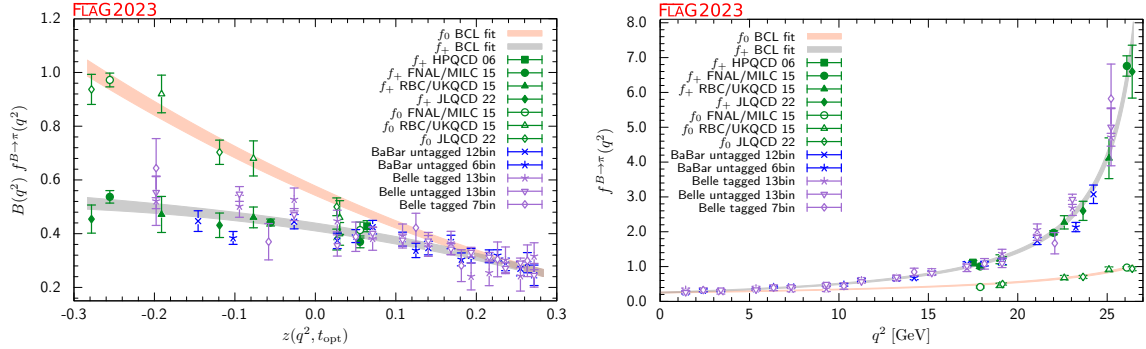 FLAG2023
B(q²) f^{B→π}(q²)
1.2
1.0
0.8
0.6
0.4
0.2
-0.3 -0.2 -0.1 0.0 0.1 0.2 0.3
z(q², t_opt)
f₀ BCL fit
f₊ BCL fit
f₊ HPQCD 06
f₊ FNAL/MILC 15
f₊ RBC/UKQCD 15
f₊ JLQCD 22
f₀ FNAL/MILC 15
f₀ RBC/UKQCD 15
f₀ JLQCD 22
BaBar untagged 12bin
BaBar untagged 6bin
Belle tagged 13bin
Belle untagged 13bin
Belle tagged 7bin
FLAG2023
f^{B→π}(q²)
8.0
7.0
6.0
5.0
4.0
3.0
2.0
1.0
0.0
0 5 10 15 20 25
q² [GeV]
f₀ BCL fit
f₊ BCL fit
f₊ HPQCD 06
f₊ FNAL/MILC 15
f₊ RBC/UKQCD 15
f₊ JLQCD 22
f₀ FNAL/MILC 15
f₀ RBC/UKQCD 15
f₀ JLQCD 22
BaBar untagged 12bin
BaBar untagged 6bin
Belle tagged 13bin
Belle untagged 13bin
Belle tagged 7bin